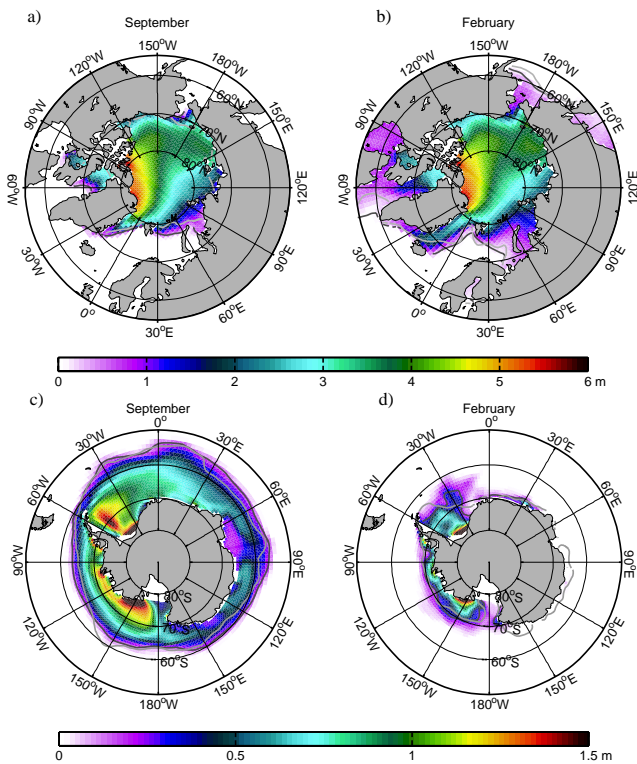 a)
September
b)
February
150°W
180°W
120°W
150°E
90°W
60°N
70°N
80°N
60°W
120°E
30°W
90°E
0°
60°E
30°E
150°W
180°W
120°W
150°E
90°W
60°N
70°N
80°N
60°W
120°E
30°W
90°E
0°
60°E
30°E
0 1 2 3 4 5 6 m
c)
September
d)
February
0°
30°W
30°E
60°W
60°E
90°W
90°E
80°S
70°S
60°S
120°W
120°E
150°W
150°E
180°W
0°
30°W
30°E
60°W
60°E
90°W
90°E
80°S
70°S
60°S
120°W
120°E
150°W
150°E
180°W
0 0.5 1 1.5 m